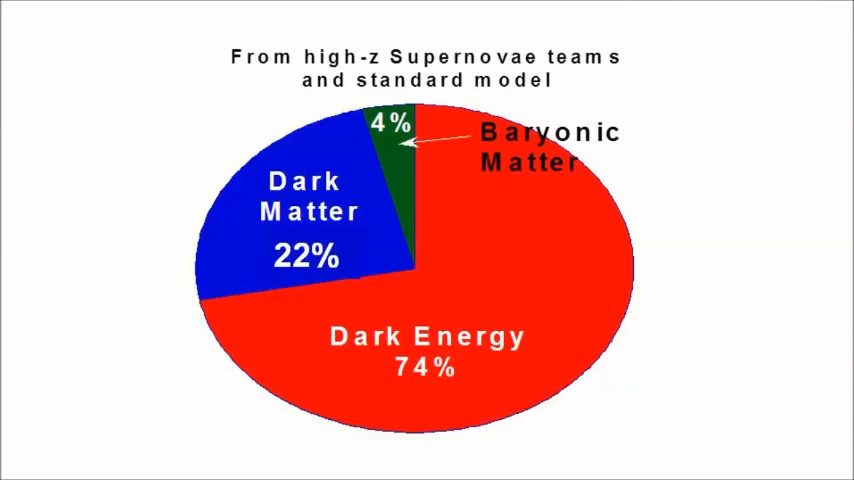 From high-z Supernovae teams
and standard model
4%
Baryonic
Matter
Dark
Matter
22%
Dark Energy
74%